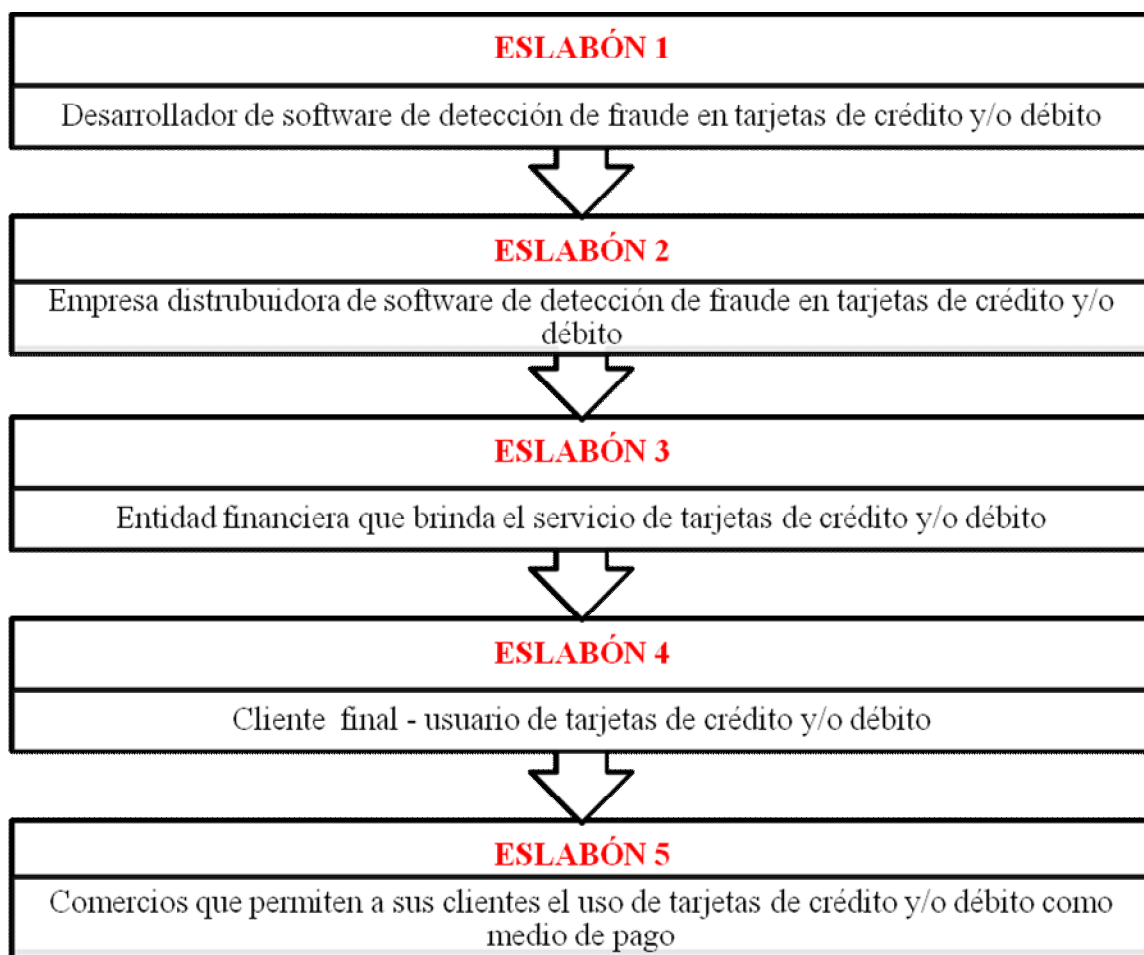 ESLABÓN 1
Desarrollador de software de detección de fraude en tarjetas de crédito y/o débito
ESLABÓN 2
Empresa distrubuidora de software de detección de fraude en tarjetas de crédito y/o
débito
ESLABÓN 3
Entidad financiera que brinda el servicio de tarjetas de crédito y/o débito
ESLABÓN 4
Cliente final - usuario de tarjetas de crédito y/o débito
ESLABÓN 5
Comercios que permiten a sus clientes el uso de tarjetas de crédito y/o débito como
medio de pago